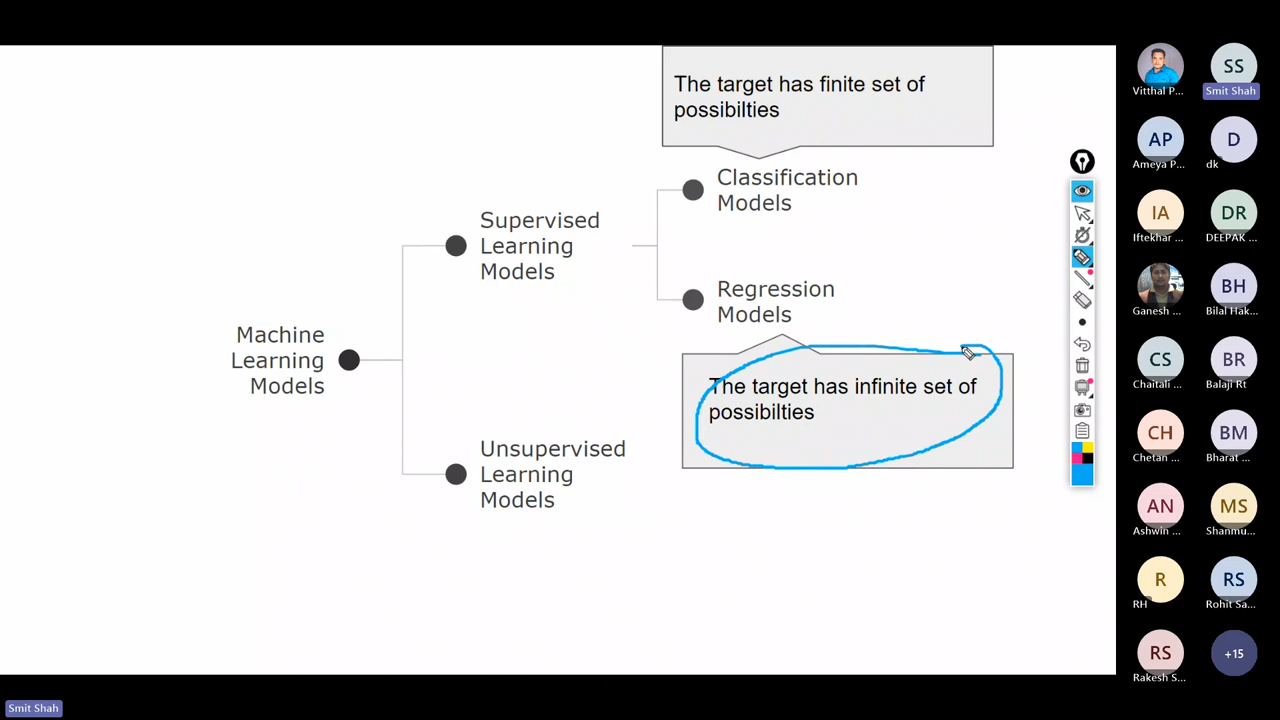 The target has finite set of
possibilties
Classification
Models
Supervised
Learning
Models
Regression
Models
Machine
Learning
Models
The target has infinite set of
possibilties
Unsupervised
Learning
Models
Vitthal P...
SS
Smit Shah
AP
Ameya P...
D
dk
IA
Iftekhar ...
DR
DEEPAK ...
Ganesh ...
BH
Bilal Hak...
CS
Chaitali ...
BR
Balaji Rt
CH
Chetan ...
BM
Bharat ...
AN
Ashwin ...
MS
Shanmu...
R
RH
RS
Rohit Sa...
RS
Rakesh S...
+15
Smit Shah